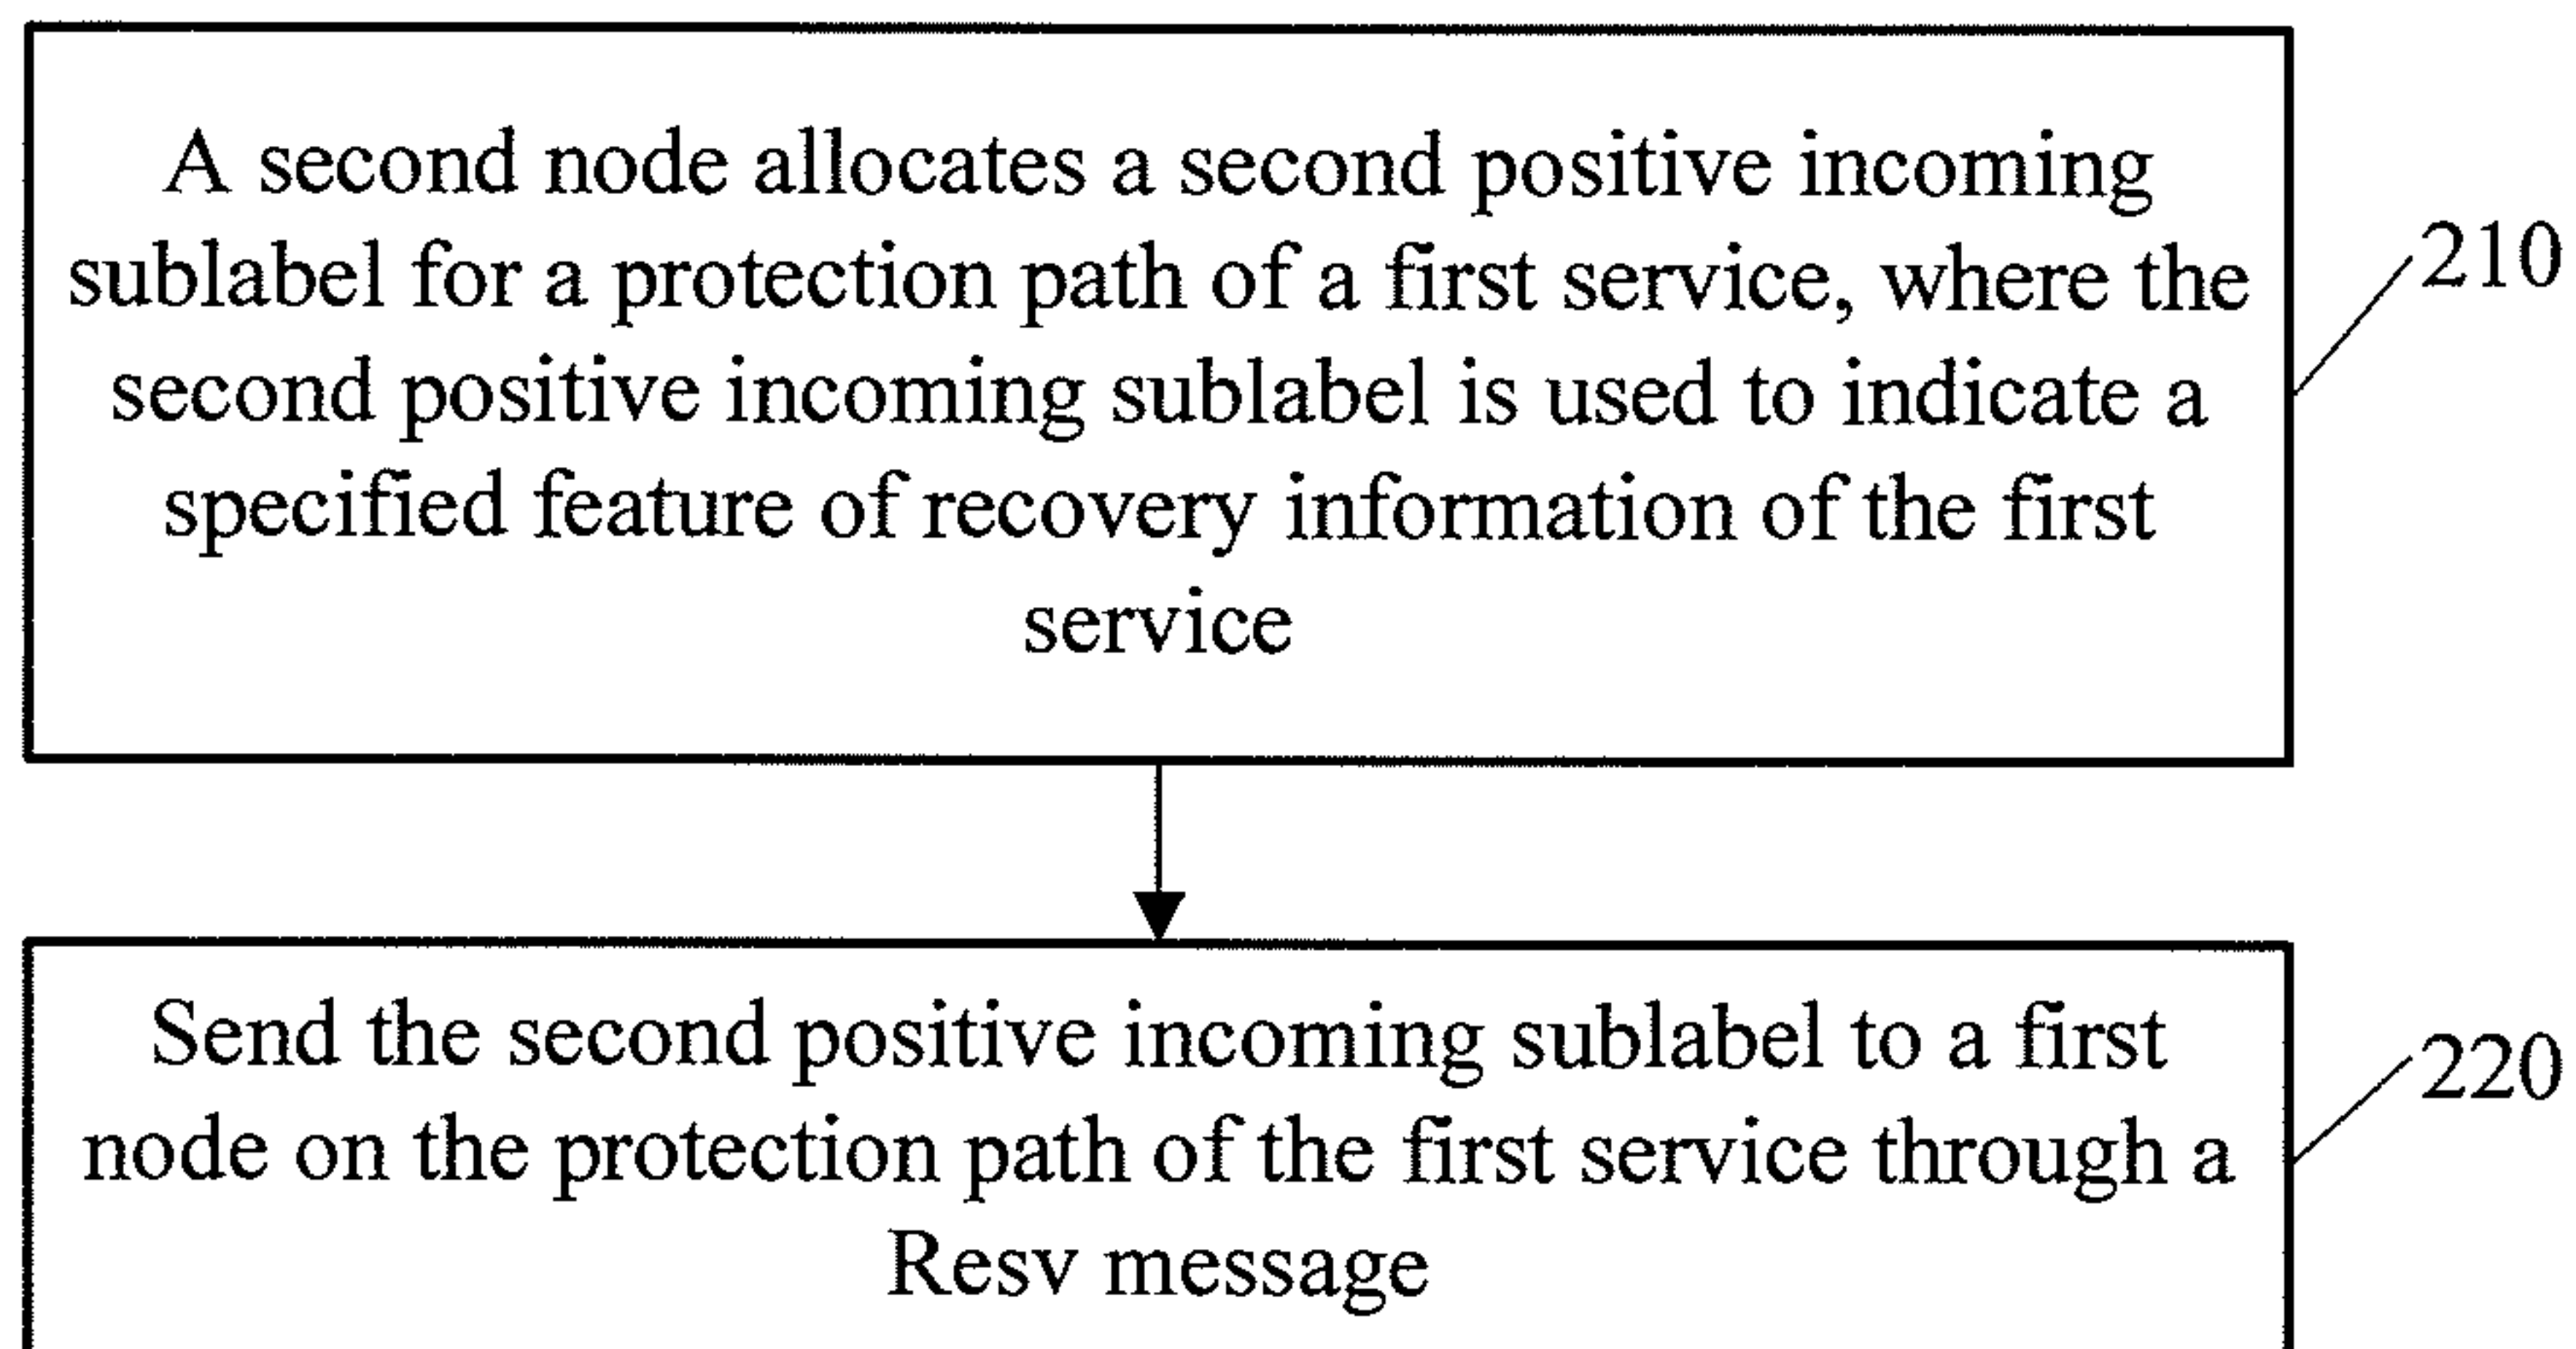 A second node allocates a second positive incoming
sublabel for a protection path of a first service, where the
second positive incoming sublabel is used to indicate a
specified feature of recovery information of the first
service
210
Send the second positive incoming sublabel to a first
node on the protection path of the first service through a
Resv message
220